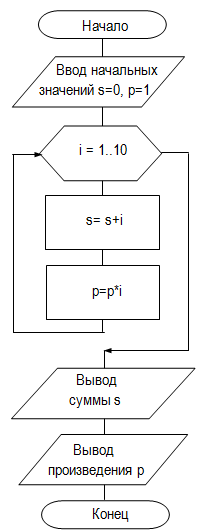 Начало
Ввод начальных
значений s=0, p=1
i = 1..10
s= s+i
p=p*i
Вывод
суммы s
Вывод
произведения p
Конец